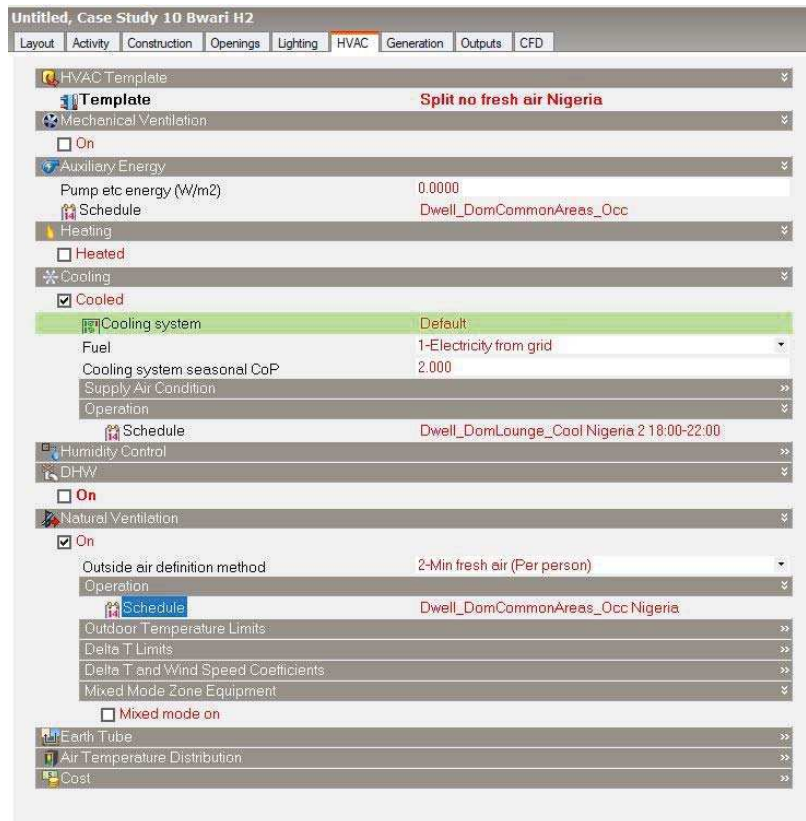 Untitled, Case Study 10 Bwari H2
Layout Activity Construction Openings Lighting HVAC Generation Outputs CFD
HVAC Template
Template Split no fresh air Nigeria
Mechanical Ventilation
On
Auxiliary Energy
Pump etc energy (W/m2) 0.0000
Schedule Dwell_DomCommonAreas_Occ
Heating
Heated
Cooling
Cooled
Cooling system Default
Fuel 1-Electricity from grid
Cooling system seasonal CoP 2.000
Supply Air Condition
Operation
Schedule Dwell_DomLounge_Cool Nigeria 2 18:00-22:00
Humidity Control
DHW
On
Natural Ventilation
On
Outside air definition method 2-Min fresh air (Per person)
Operation
Schedule Dwell_DomCommonAreas_Occ Nigeria
Outdoor Temperature Limits
Delta T Limits
Delta T and Wind Speed Coefficients
Mixed Mode Zone Equipment
Mixed mode on
Earth Tube
Air Temperature Distribution
Cost